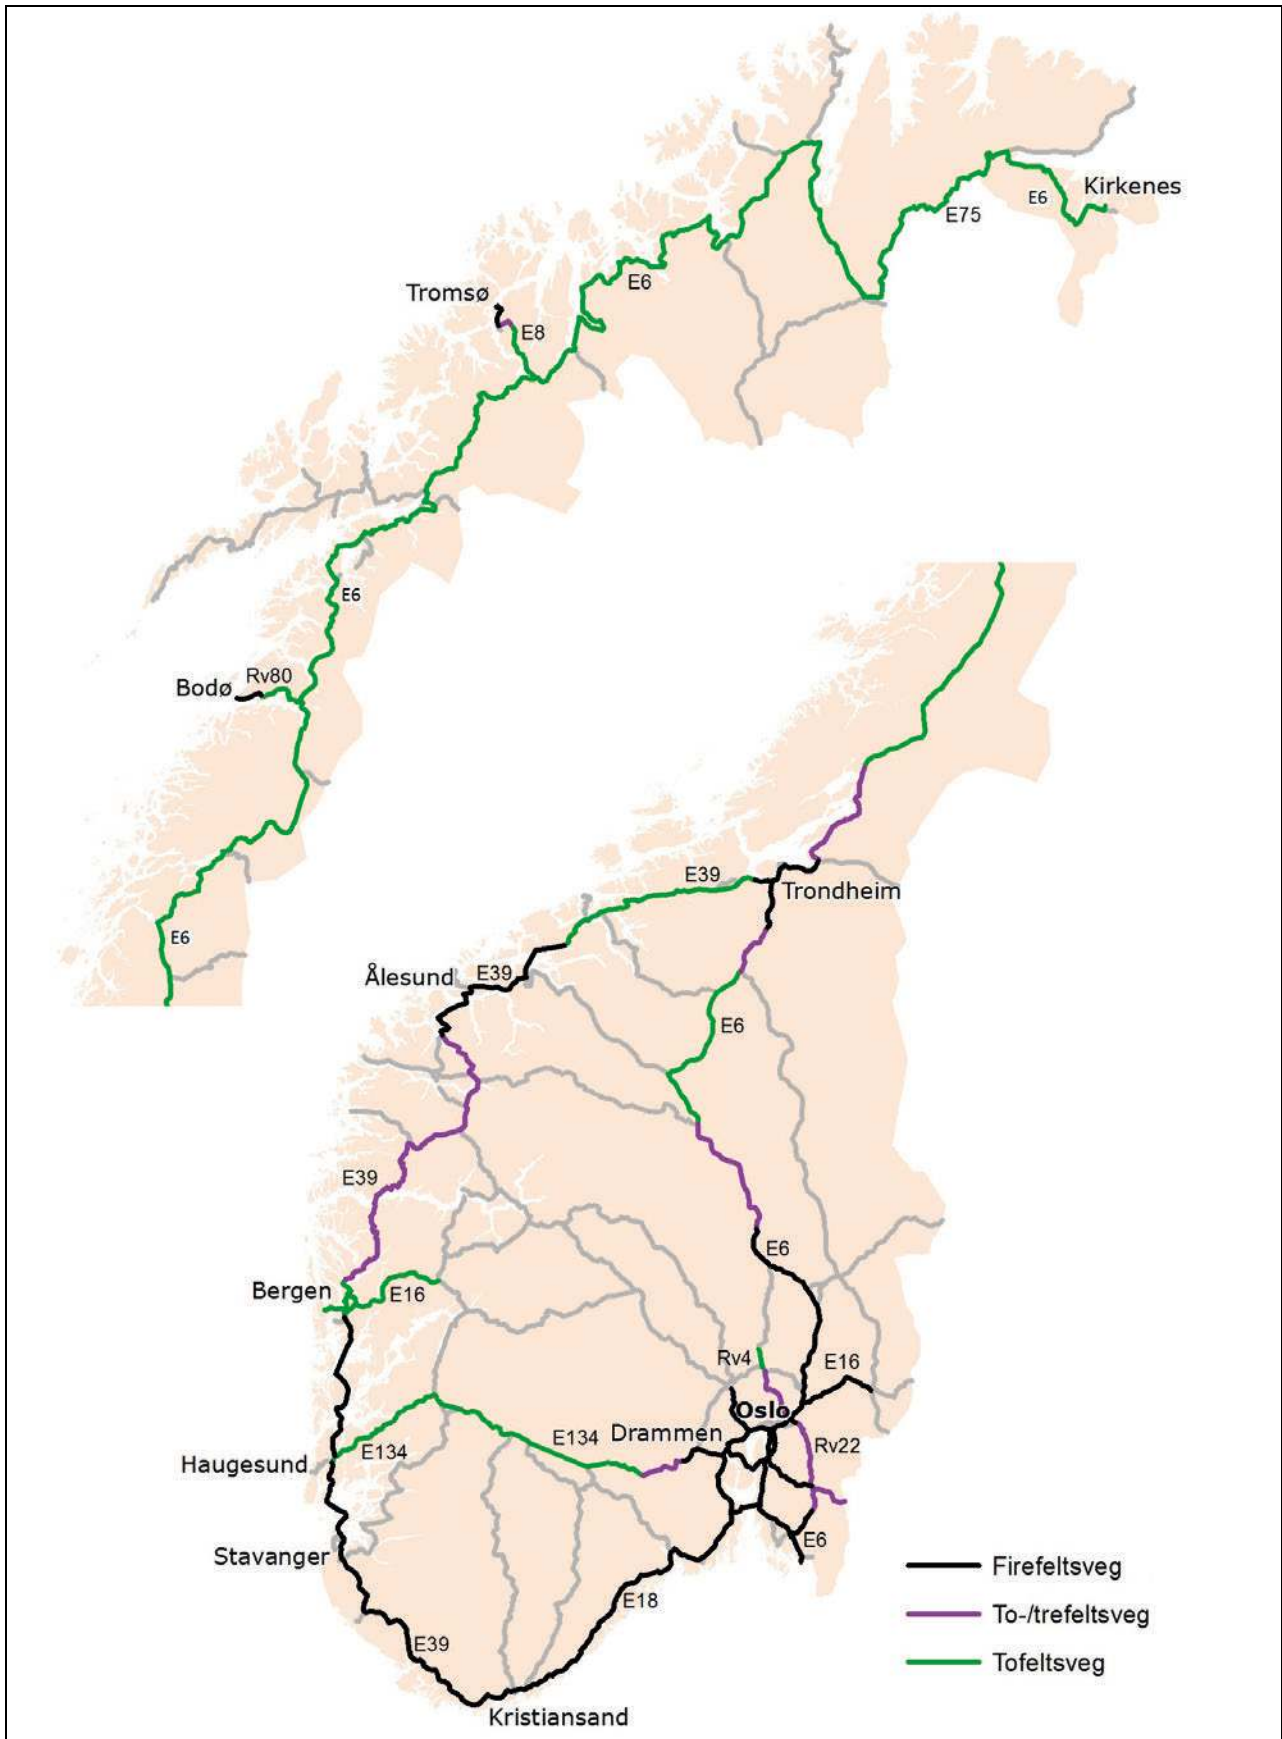 Kirkenes
E6
E75
E6
Tromsø
E8
E6
Rv80
Bodø
E6
E39
Trondheim
Ålesund
E39
E6
E39
E6
Bergen
E16
Rv4
E16
Oslo
Drammen
E134
E134
Rv22
Haugesund
Stavanger
E6
Firefeltsveg
E18
To-/trefeltsveg
E39
Tofeltsveg
Kristiansand